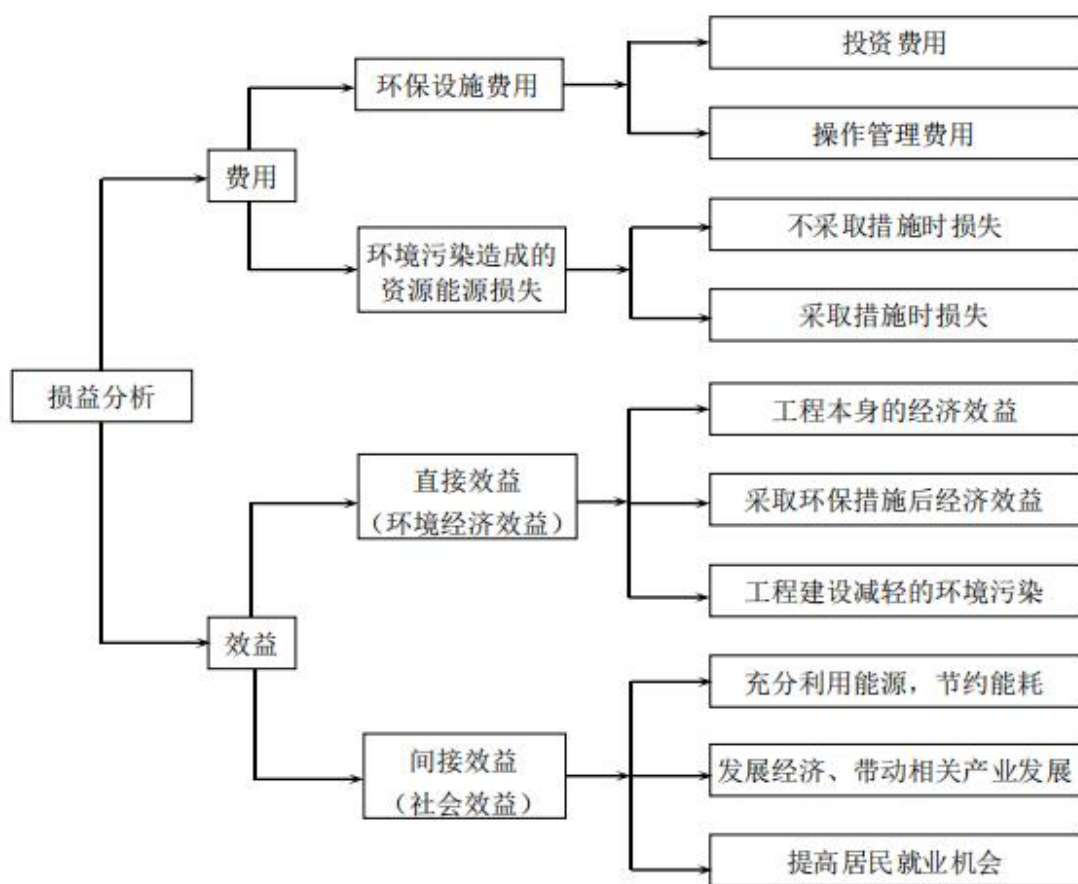 投资费用
环保设施费用
操作管理费用
费用
不采取措施时损失
环境污染造成的
资源能源损失
采取措施时损失
损益分析
工程本身的经济效益
直接效益
（环境经济效益）
采取环保措施后经济效益
工程建设减轻的环境污染
效益
充分利用能源，节约能耗
间接效益
（社会效益）
发展经济、带动相关产业发展
提高居民就业机会